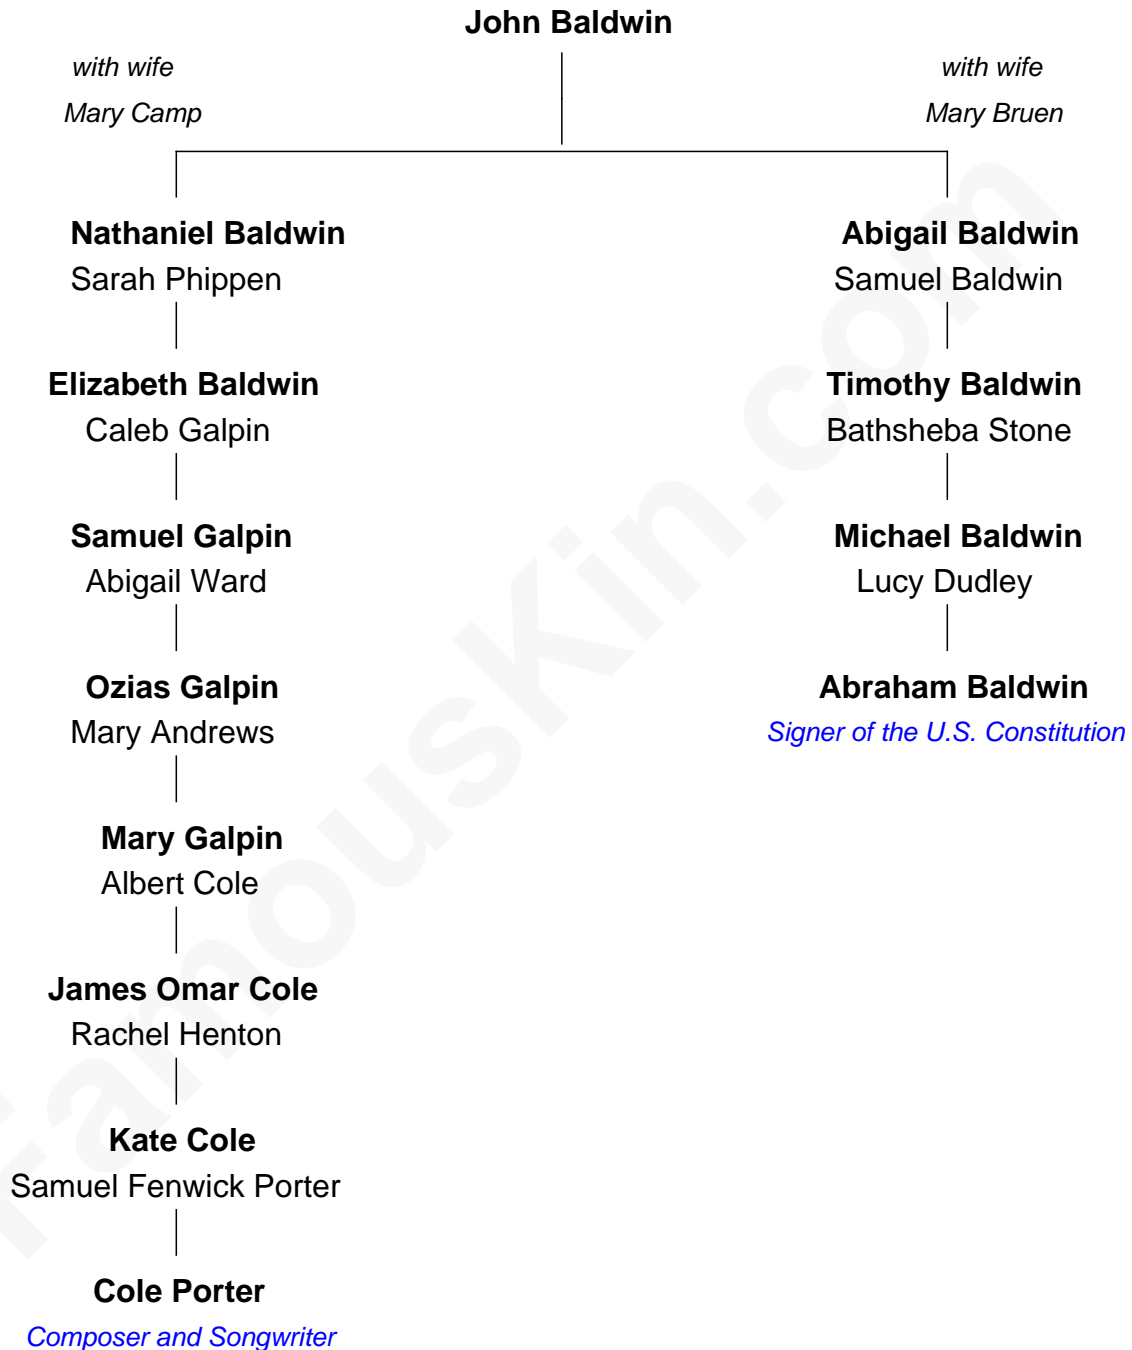 John Baldwin
with wife
Mary Camp
with wife
Mary Bruen
Nathaniel Baldwin
Sarah Phippen
Elizabeth Baldwin
Caleb Galpin
Samuel Galpin
Abigail Ward
Ozias Galpin
Mary Andrews
Mary Galpin
Albert Cole
James Omar Cole
Rachel Henton
Kate Cole
Samuel Fenwick Porter
Cole Porter
Composer and Songwriter
Abigail Baldwin
Samuel Baldwin
Timothy Baldwin
Bathsheba Stone
Michael Baldwin
Lucy Dudley
Abraham Baldwin
Signer of the U.S. Constitution
FamousKin.com